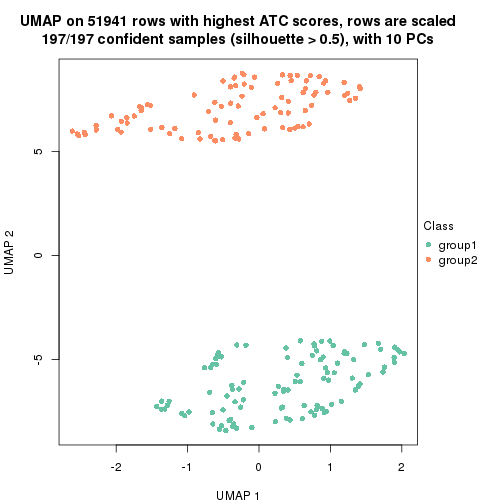 UMAP on 51941 rows with highest ATC scores, rows are scaled
197/197 confident samples (silhouette > 0.5), with 10 PCs
5
0
-5
UMAP 2
-2
-1
0
1
2
UMAP 1
Class
group1
group2